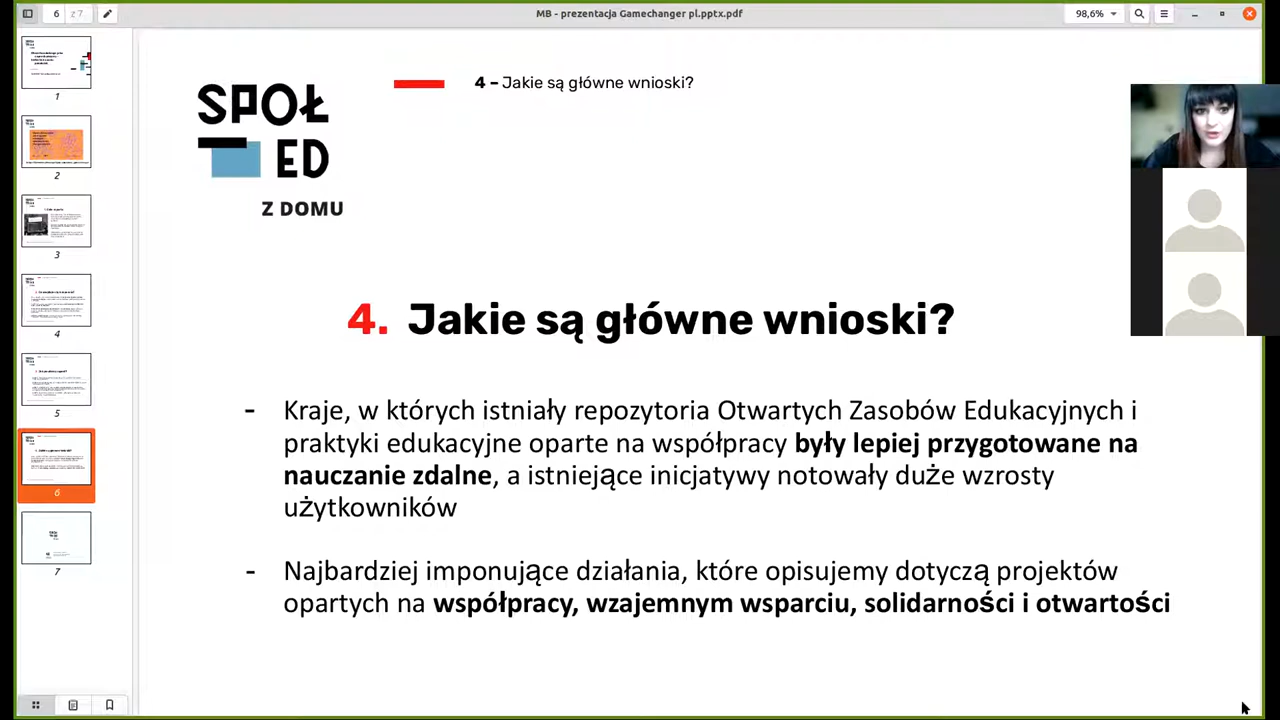 6 z 7
MB - prezentacja Gamechanger pl.pptx.pdf
98,6%
1
2
3
4
5
6
7
SPOŁ
ED
Z DOMU
4 – Jakie są główne wnioski?
4. Jakie są główne wnioski?
- Kraje, w których istniały repozytoria Otwartych Zasobów Edukacyjnych i
praktyki edukacyjne oparte na współpracy były lepiej przygotowane na
nauczanie zdalne, a istniejące inicjatywy notowały duże wzrosty
użytkowników
- Najbardziej imponujące działania, które opisujemy dotyczą projektów
opartych na współpracy, wzajemnym wsparciu, solidarności i otwartości